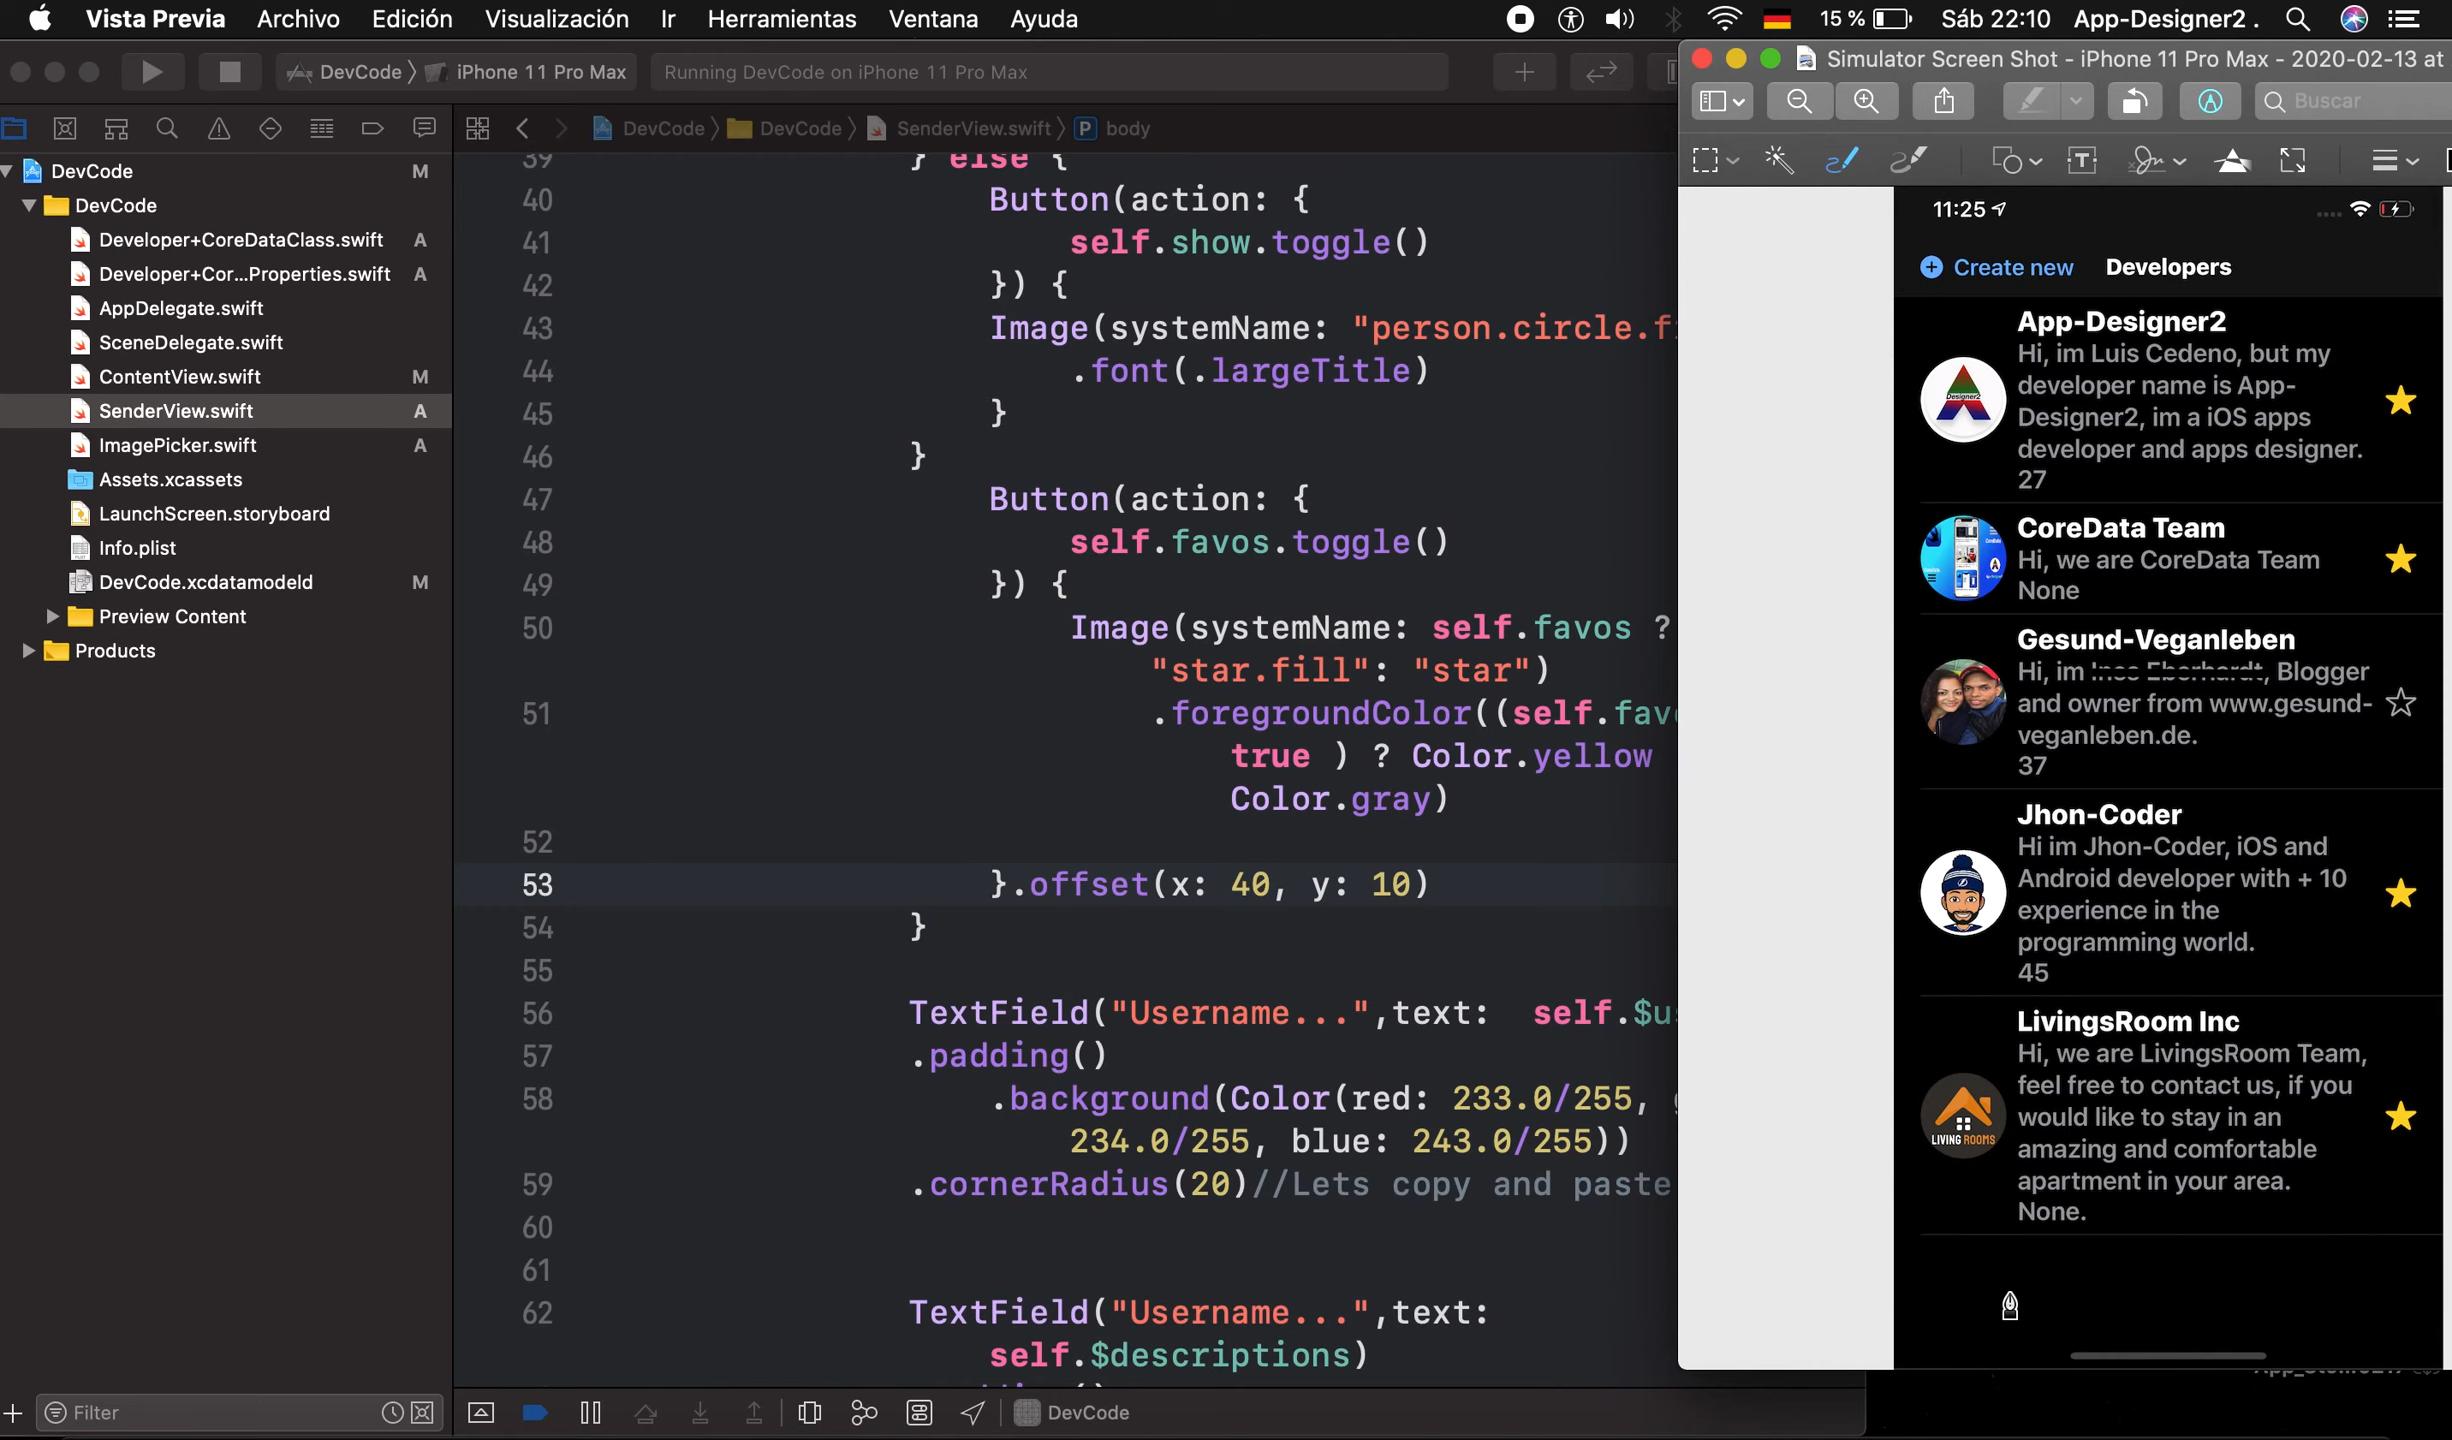 Vista Previa Archivo Edición Visualización Ir Herramientas Ventana Ayuda 15 % Sáb 22:10 App-Designer2 .
DevCode iPhone 11 Pro Max Running DevCode on iPhone 11 Pro Max
DevCode DevCode SenderView.swift P body
DevCode M
DevCode
Developer+CoreDataClass.swift A
Developer+Cor...Properties.swift A
AppDelegate.swift
SceneDelegate.swift
ContentView.swift M
SenderView.swift A
ImagePicker.swift A
Assets.xcassets
LaunchScreen.storyboard
Info.plist
DevCode.xcdatamodeld M
Preview Content
Products
Filter
39 } else {
40 Button(action: {
41 self.show.toggle()
42 }) {
43 Image(systemName: "person.circle.f
44 .font(.largeTitle)
45 }
46 }
47 Button(action: {
48 self.favos.toggle()
49 }) {
50 Image(systemName: self.favos ?
"star.fill": "star")
51 .foregroundColor((self.fav
true ) ? Color.yellow
Color.gray)
52
53 }.offset(x: 40, y: 10)
54 }
55
56 TextField("Username...",text: self.$u
57 .padding()
58 .background(Color(red: 233.0/255,
234.0/255, blue: 243.0/255))
59 .cornerRadius(20)//Lets copy and paste
60
61
62 TextField("Username...",text:
self.$descriptions)
DevCode
Simulator Screen Shot - iPhone 11 Pro Max - 2020-02-13 at
Buscar
11:25
Create new Developers
App-Designer2
Hi, im Luis Cedeno, but my
developer name is App-
Designer2, im a iOS apps
developer and apps designer.
27
Designer2
CoreData Team
Hi, we are CoreData Team
None
Gesund-Veganleben
Hi, im Ines Eberhardt, Blogger
and owner from www.gesund-
veganleben.de.
37
Jhon-Coder
Hi im Jhon-Coder, iOS and
Android developer with + 10
experience in the
programming world.
45
LivingsRoom Inc
Hi, we are LivingsRoom Team,
feel free to contact us, if you
would like to stay in an
amazing and comfortable
apartment in your area.
None.
LIVING ROOMS